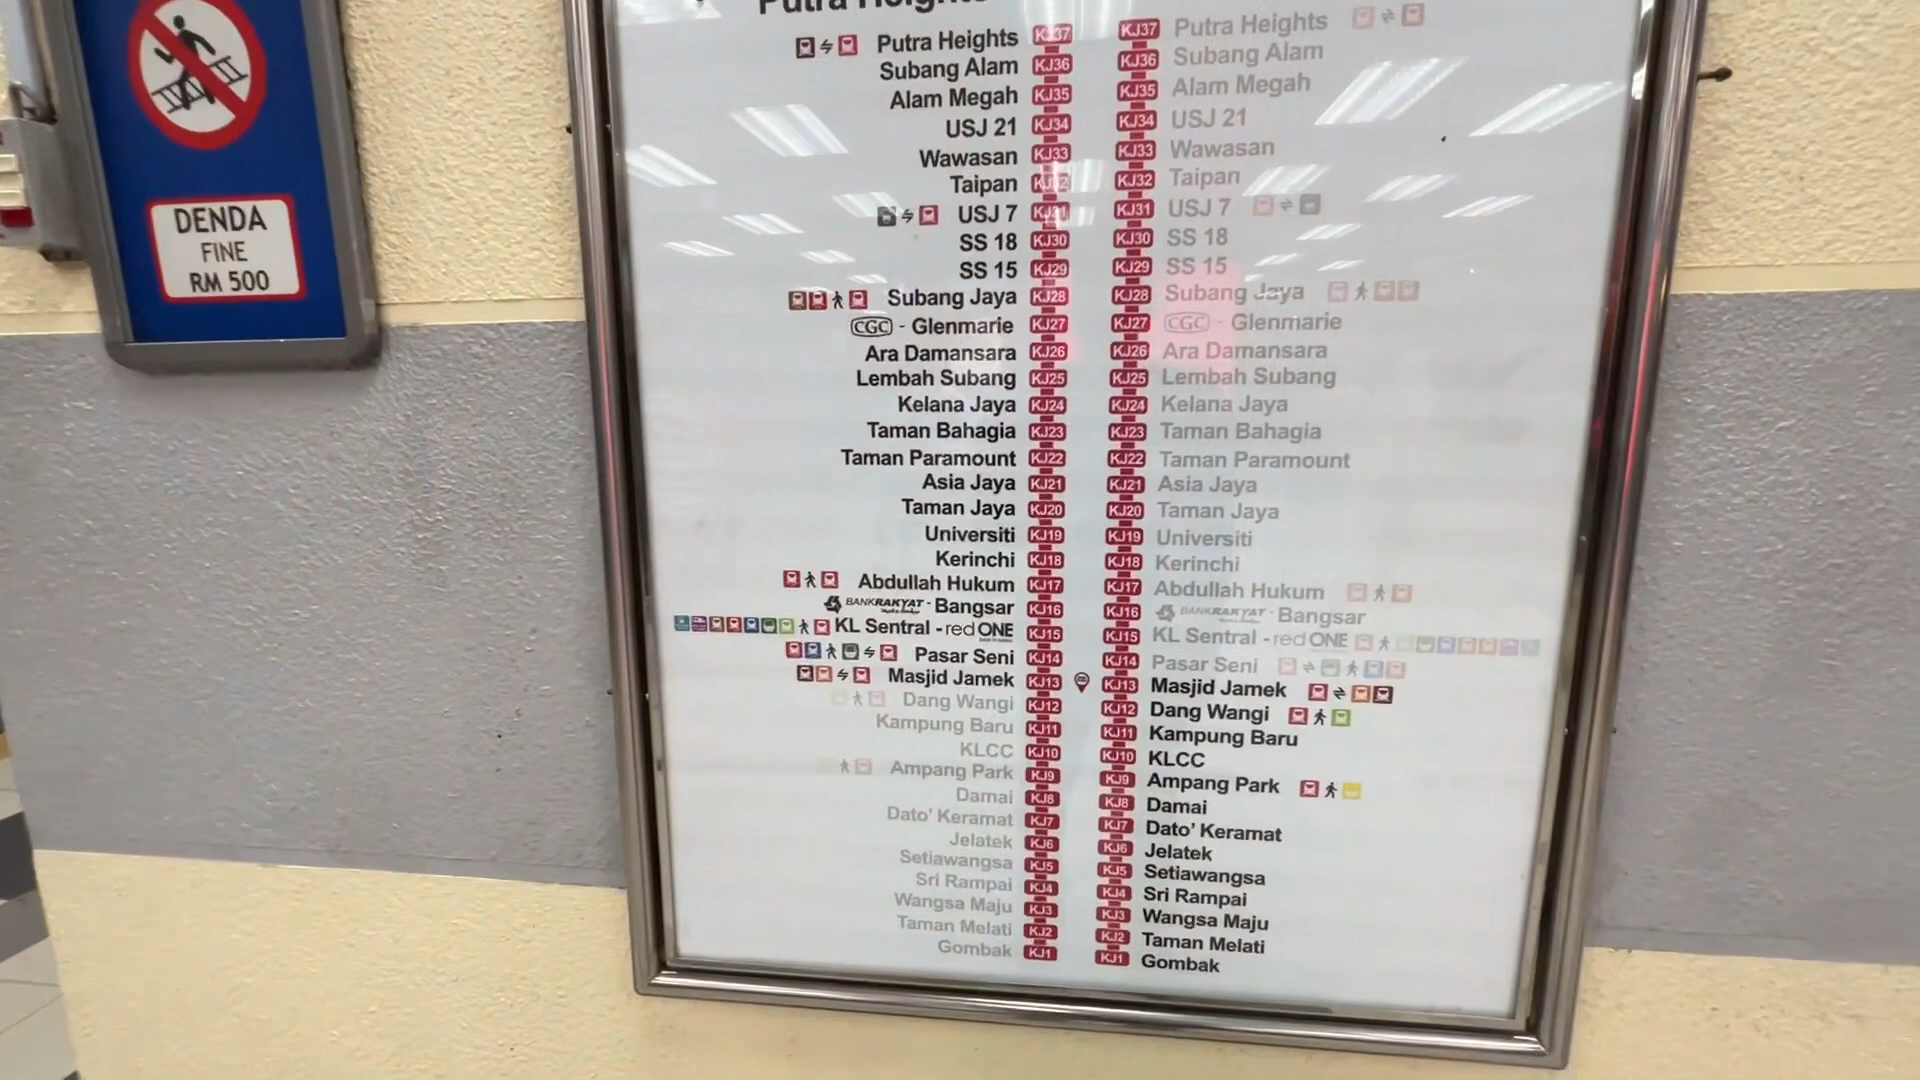 DENDA
FINE
RM 500
Putra Heights
Putra Heights KJ37
Subang Alam KJ36
Alam Megah KJ35
USJ 21 KJ34
Wawasan KJ33
Taipan KJ32
USJ 7 KJ31
SS 18 KJ30
SS 15 KJ29
Subang Jaya KJ28
CGC - Glenmarie KJ27
Ara Damansara KJ26
Lembah Subang KJ25
Kelana Jaya KJ24
Taman Bahagia KJ23
Taman Paramount KJ22
Asia Jaya KJ21
Taman Jaya KJ20
Universiti KJ19
Kerinchi KJ18
Abdullah Hukum KJ17
BANKRAKYAT - Bangsar KJ16
KL Sentral - redONE KJ15
Pasar Seni KJ14
Masjid Jamek KJ13
Dang Wangi KJ12
Kampung Baru KJ11
KLCC KJ10
Ampang Park KJ9
Damai KJ8
Dato' Keramat KJ7
Jelatek KJ6
Setiawangsa KJ5
Sri Rampai KJ4
Wangsa Maju KJ3
Taman Melati KJ2
Gombak KJ1
KJ37 Putra Heights
KJ36 Subang Alam
KJ35 Alam Megah
KJ34 USJ 21
KJ33 Wawasan
KJ32 Taipan
KJ31 USJ 7
KJ30 SS 18
KJ29 SS 15
KJ28 Subang Jaya
KJ27 CGC - Glenmarie
KJ26 Ara Damansara
KJ25 Lembah Subang
KJ24 Kelana Jaya
KJ23 Taman Bahagia
KJ22 Taman Paramount
KJ21 Asia Jaya
KJ20 Taman Jaya
KJ19 Universiti
KJ18 Kerinchi
KJ17 Abdullah Hukum
KJ16 BANKRAKYAT - Bangsar
KJ15 KL Sentral - redONE
KJ14 Pasar Seni
KJ13 Masjid Jamek
KJ12 Dang Wangi
KJ11 Kampung Baru
KJ10 KLCC
KJ9 Ampang Park
KJ8 Damai
KJ7 Dato' Keramat
KJ6 Jelatek
KJ5 Setiawangsa
KJ4 Sri Rampai
KJ3 Wangsa Maju
KJ2 Taman Melati
KJ1 Gombak